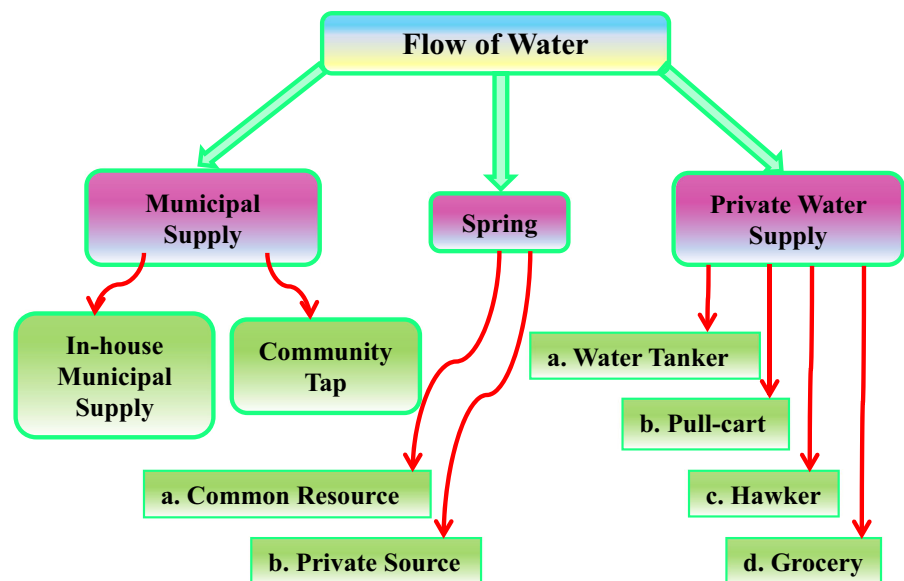 Flow of Water
Municipal
Supply
Spring
Private Water
Supply
In-house
Municipal
Supply
Community
Tap
a. Water Tanker
b. Pull-cart
a. Common Resource
c. Hawker
b. Private Source
d. Grocery